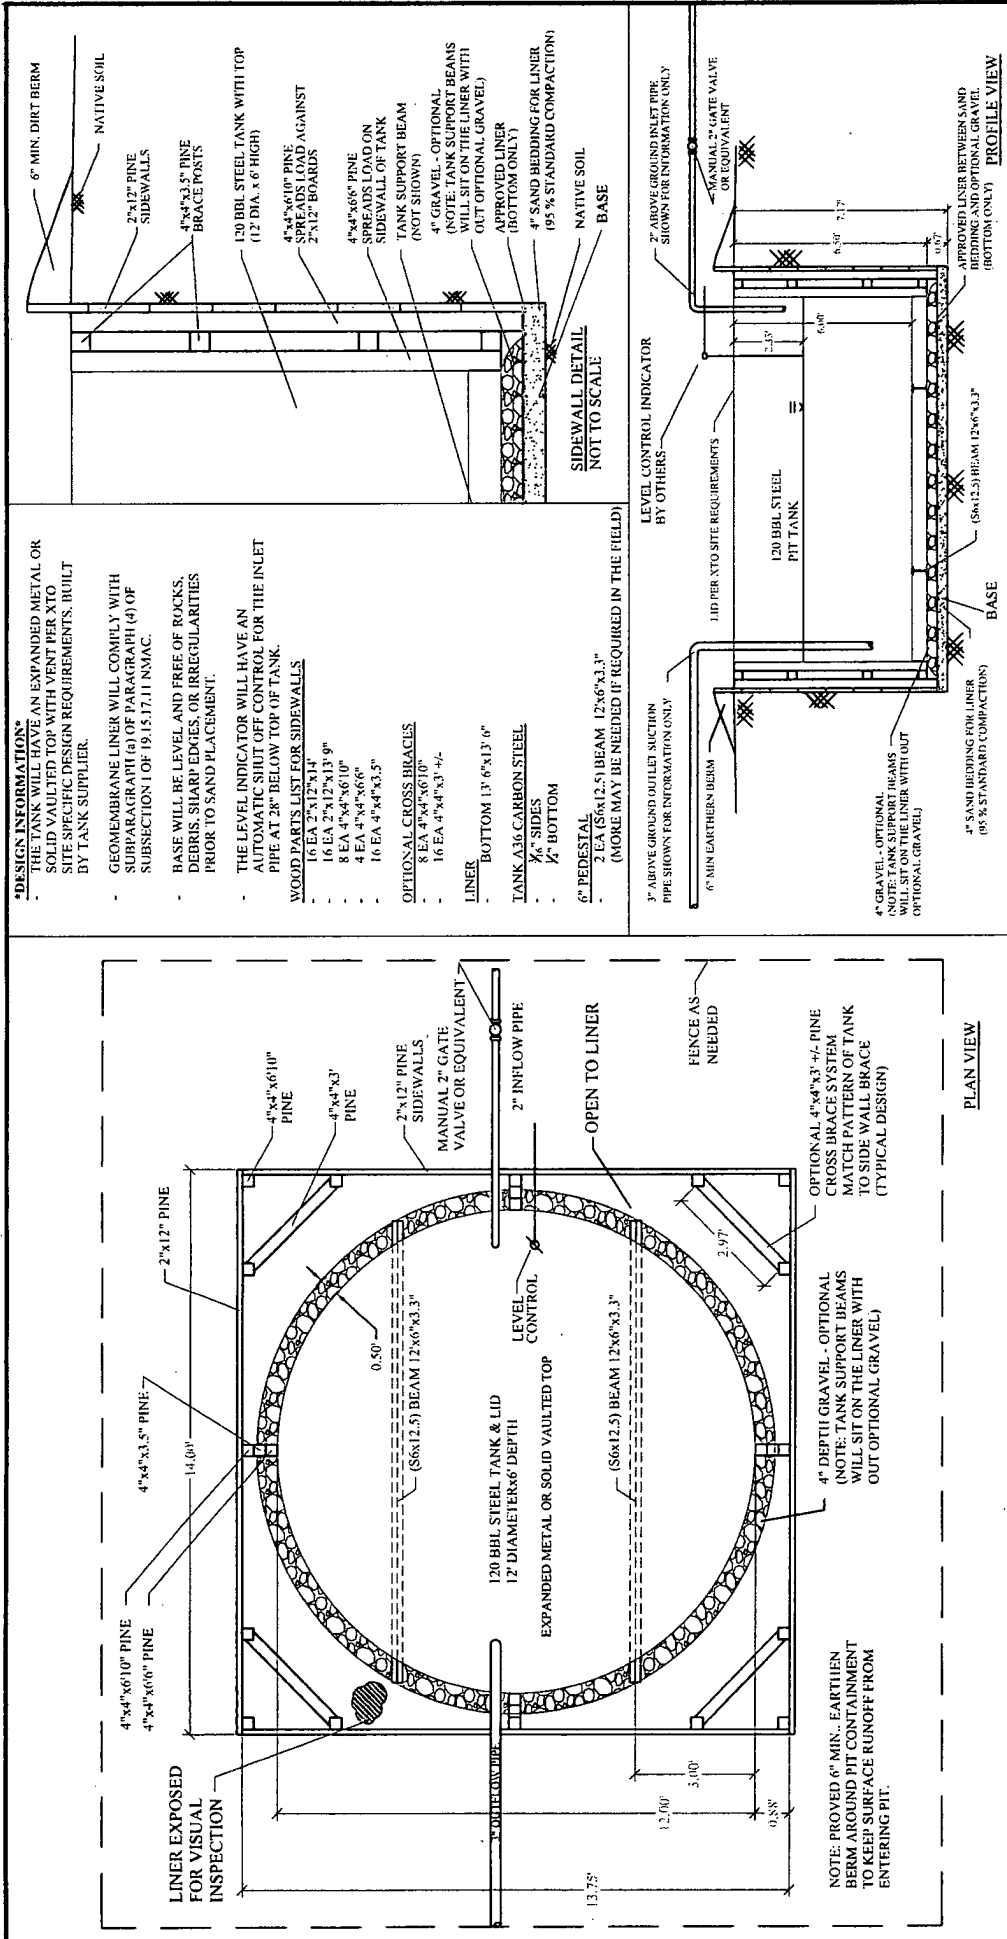 *DESIGN INFORMATION*
- THE TANK WILL HAVE AN EXPANDED METAL OR
SOLID VAULTED TOP WITH VENT PER XTO
SITE SPECIFIC DESIGN REQUIREMENTS, BUILT
BY TANK SUPPLIER.
- GEOMEMBRANE LINER WILL COMPLY WITH
SUBPARAGRAPH (a) OF PARAGRAPH (4) OF
SUBSECTION I OF 19.15.17.11 NMAC.
- BASE WILL BE LEVEL AND FREE OF ROCKS,
DEBRIS, SHARP EDGES, OR IRREGULARITIES
PRIOR TO SAND PLACEMENT.
- THE LEVEL INDICATOR WILL HAVE AN
AUTOMATIC SHUT OFF CONTROL FOR THE INLET
PIPE AT 28" BELOW TOP OF TANK.
WOOD PARTS LIST FOR SIDEWALLS
- 16 EA 2"x12"x14'
- 16 EA 2"x12"x13'9"
- 8 EA 4"x4"x6'10"
- 4 EA 4"x4"x6'6"
- 16 EA 4"x4"x3.5"
OPTIONAL CROSS BRACES
- 8 EA 4"x4"x6'10"
- 16 EA 4"x4"x3' +/-
LINER
- BOTTOM 13' 6"x13' 6"
TANK A36 CARBON STEEL
- SIDES
- ¼" BOTTOM
6" PEDESTAL
- 2 EA (S6x12.5) BEAM 12'x6"x3.3"
(MORE MAY BE NEEDED IF REQUIRED IN THE FIELD)
6" MIN. DIRT BERM
NATIVE SOIL
2"x12" PINE
SIDEWALLS
4"x4"x3.5" PINE
BRACE POSTS
120 BBL STEEL TANK WITH TOP
(12' DIA. x 6' HIGH)
4"x4"x6'10" PINE
SPREADS LOAD AGAINST
2"x12" BOARDS
4"x4"x6'6" PINE
SPREADS LOAD ON
SIDEWALL OF TANK
TANK SUPPORT BEAM
(NOT SHOWN)
4" GRAVEL - OPTIONAL
(NOTE: TANK SUPPORT BEAMS
WILL SIT ON THE LINER WITH
OUT OPTIONAL GRAVEL)
APPROVED LINER
(BOTTOM ONLY)
4" SAND BEDDING FOR LINER
(95 % STANDARD COMPACTION)
NATIVE SOIL
BASE
SIDEWALL DETAIL
NOT TO SCALE
LINER EXPOSED
FOR VISUAL
INSPECTION
4"x4"x6'10" PINE
4"x4"x6'6" PINE
4"x4"x3.5" PINE
2"x12" PINE
4"x4"x6'10"
PINE
4"x4"x3'
PINE
2"x12" PINE
SIDEWALLS
MANUAL 2" GATE
VALVE OR EQUIVALENT
2" INFLOW PIPE
OPEN TO LINER
FENCE AS
NEEDED
14.00'
0.50'
(S6x12.5) BEAM 12'x6"x3.3"
LEVEL
CONTROL
120 BBL STEEL TANK & LID
12' DIAMETERx6' DEPTH
EXPANDED METAL OR SOLID VAULTED TOP
(S6x12.5) BEAM 12'x6"x3.3"
3" OUTFLOW PIPE
13.75'
12.00'
3.00'
0.88'
2.97'
OPTIONAL 4"x4"x3' +/- PINE
CROSS BRACE SYSTEM
MATCH PATTERN OF TANK
TO SIDE WALL BRACE
(TYPICAL DESIGN)
4" DEPTH GRAVEL - OPTIONAL
(NOTE: TANK SUPPORT BEAMS
WILL SIT ON THE LINER WITH
OUT OPTIONAL GRAVEL)
NOTE: PROVED 6" MIN.. EARTHEN
BERM AROUND PIT CONTAINMENT
TO KEEP SURFACE RUNOFF FROM
ENTERING PIT.
PLAN VIEW
3" ABOVE GROUND OUTLET SUCTION
PIPE SHOWN FOR INFORMATION ONLY
6" MIN EARTHERN BERM
LEVEL CONTROL INDICATOR
BY OTHERS
LID PER XTO SITE REQUIREMENTS
2" ABOVE GROUND INLET PIPE
SHOWN FOR INFORMATION ONLY
MANUAL 2" GATE VALVE
OR EQUIVALENT
120 BBL STEEL
PIT TANK
2.33'
6.00'
6.50'
7.17'
0.67'
4" GRAVEL - OPTIONAL
(NOTE: TANK SUPPORT BEAMS
WILL SIT ON THE LINER WITH OUT
OPTIONAL GRAVEL)
4" SAND BEDDING FOR LINER
(95 % STANDARD COMPACTION)
BASE
(S6x12.5) BEAM 12'x6"x3.3"
APPROVED LINER BETWEEN SAND
BEDDING AND OPTIONAL GRAVEL
(BOTTOM ONLY)
PROFILE VIEW